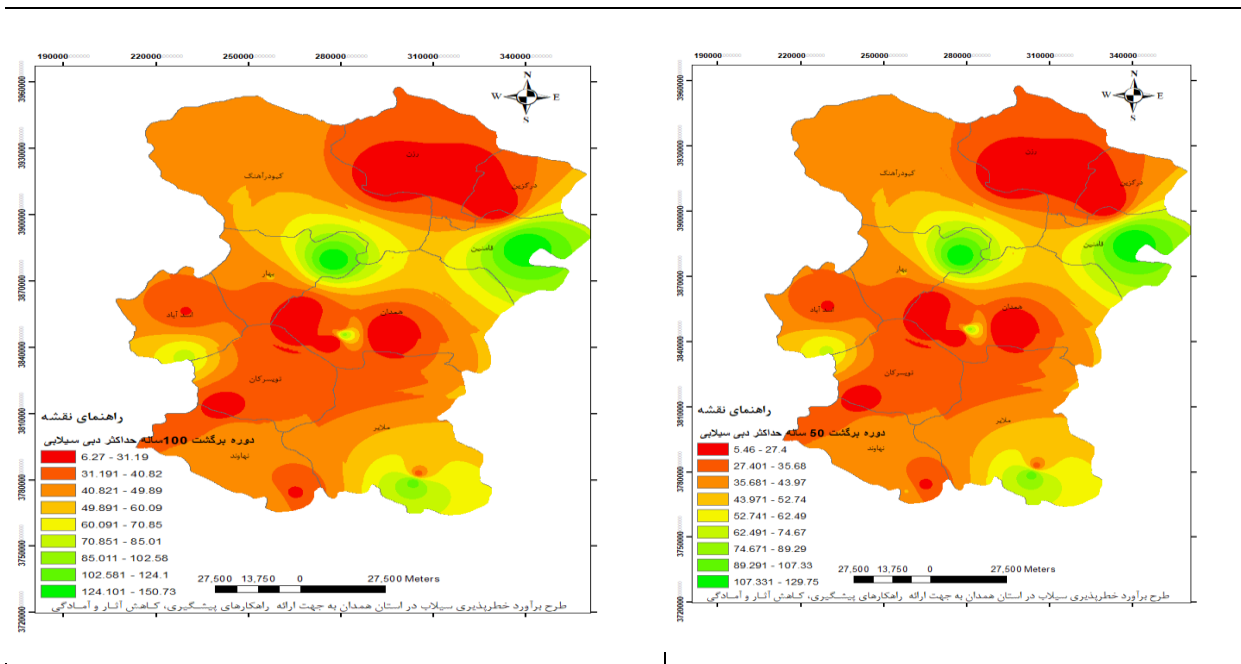 190000 220000 250000 280000 310000 340000
3960000
3930000
3900000
3870000
3840000
3810000
3780000
3750000
3720000
N
W E
S
رزن
درگزین
کبودرآهنگ
فامنین
بهار
همدان
اسد آباد
تویسرکان
ملایر
نهاوند
راهنمای نقشه
دوره برگشت 100ساله حداکثر دبی سیلابی
6.27 - 31.19
31.191 - 40.82
40.821 - 49.89
49.891 - 60.09
60.091 - 70.85
70.851 - 85.01
85.011 - 102.58
102.581 - 124.1
124.101 - 150.73
27,500 13,750 0 27,500 Meters
طرح برآورد خطرپذیری سیلاب در استان همدان به جهت ارائه راهکارهای پیشگیری، کاهش آثار و آمادگی
190000 220000 250000 280000 310000 340000
3960000
3930000
3900000
3870000
3840000
3810000
3780000
3750000
3720000
N
W E
S
رزن
درگزین
کبودرآهنگ
فامنین
بهار
همدان
اسد آباد
تویسرکان
ملایر
نهاوند
راهنمای نقشه
دوره برگشت 50 ساله حداکثر دبی سیلابی
5.46 - 27.4
27.401 - 35.68
35.681 - 43.97
43.971 - 52.74
52.741 - 62.49
62.491 - 74.67
74.671 - 89.29
89.291 - 107.33
107.331 - 129.75
27,500 13,750 0 27,500 Meters
طرح برآورد خطرپذیری سیلاب در استان همدان به جهت ارائه راهکارهای پیشگیری، کاهش آثار و آمادگی